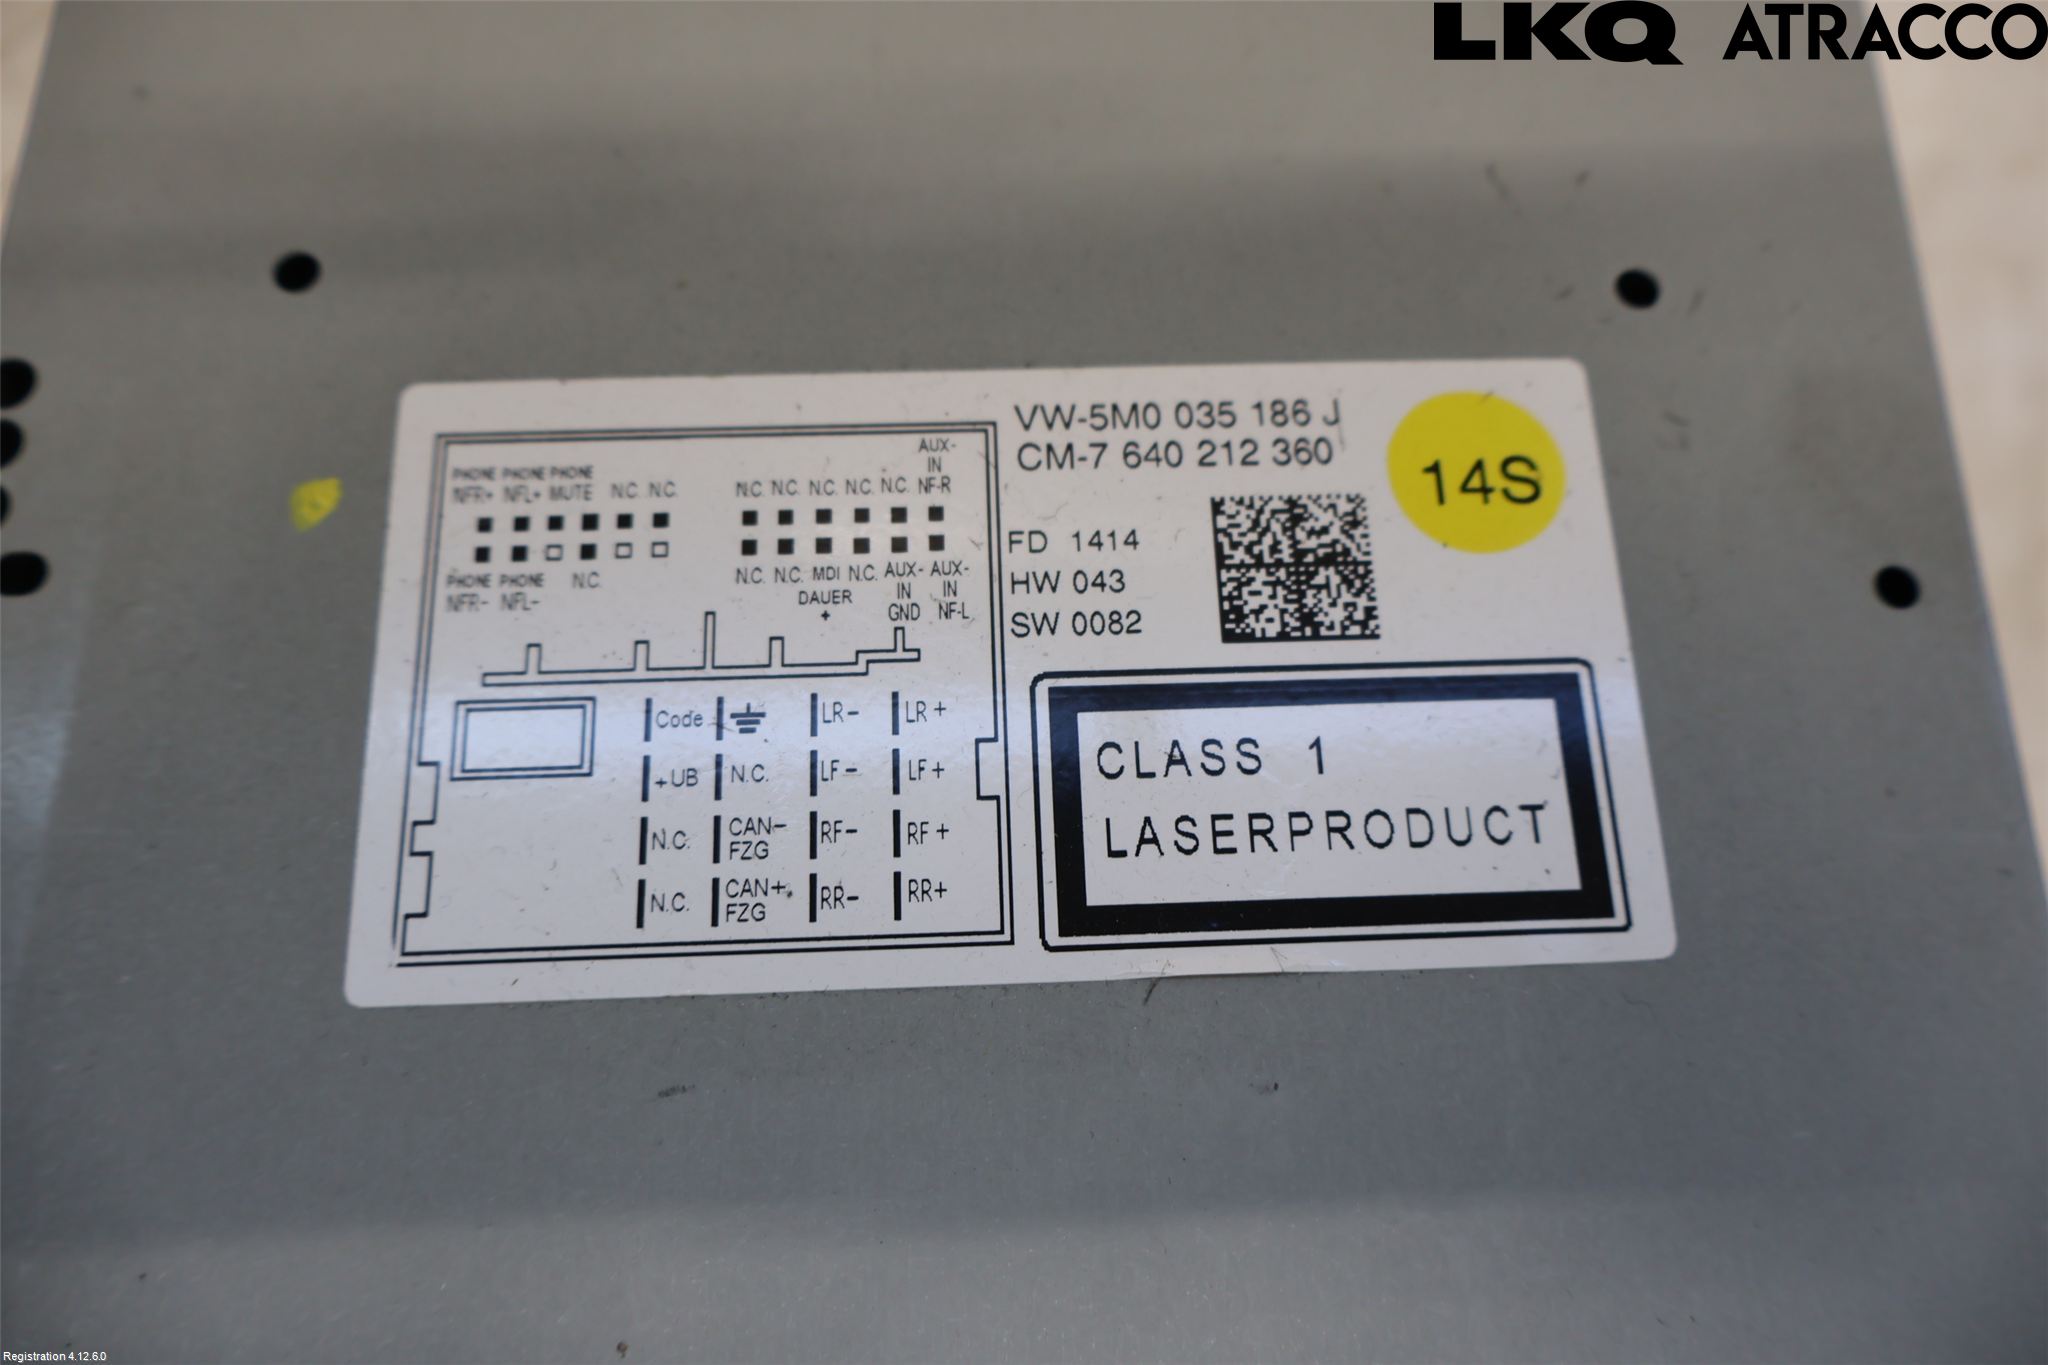 LKQ ATRACCO
VW-5M0 035 186 J
CM-7 640 212 360
14S
FD 1414
HW 043
SW 0082
CLASS 1
LASERPRODUCT
PHONE PHONE PHONE
NFR+ NFL+ MUTE N.C. N.C.
PHONE PHONE N.C.
NFR- NFL-
AUX-
IN
N.C. N.C. N.C. N.C. N.C. NF-R
N.C. N.C. MDI N.C. AUX- AUX-
DAUER IN IN
+ GND NF-L
Code LR- LR+
+UB N.C. LF- LF+
N.C. CAN- FZG RF- RF+
N.C. CAN+ FZG RR- RR+
Registration 4.12.6.0